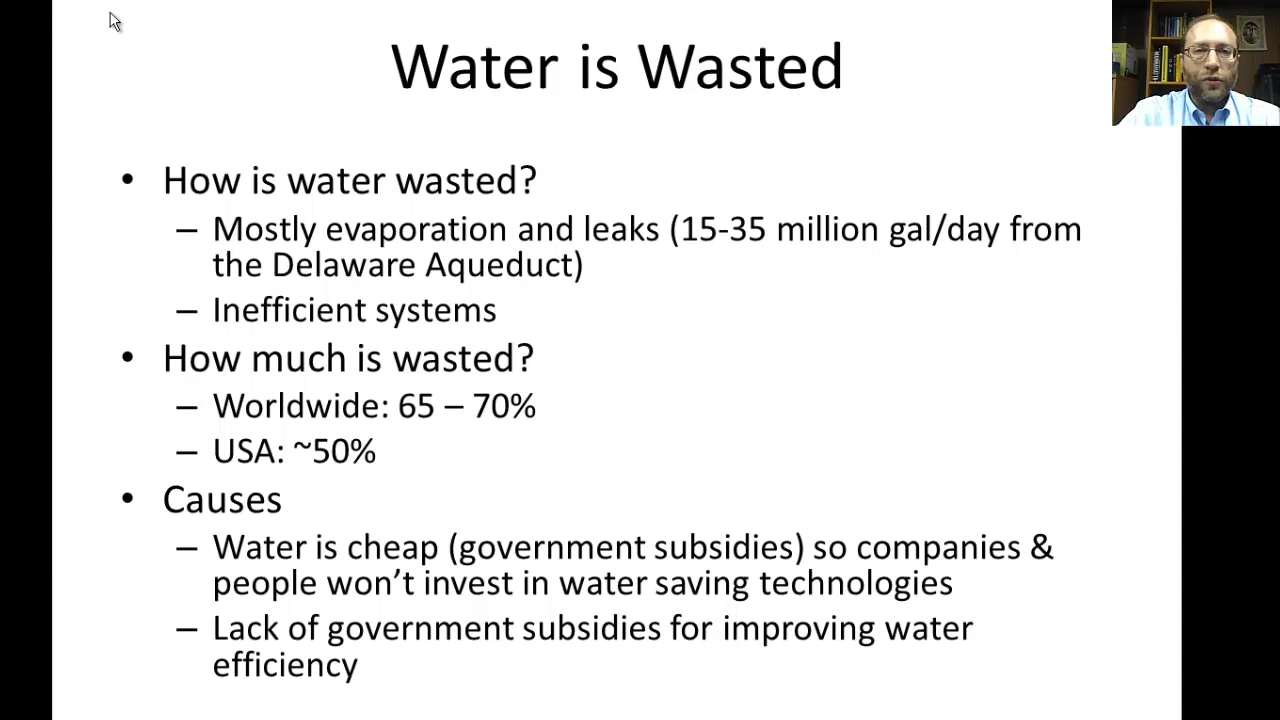 Water is Wasted
• How is water wasted?
– Mostly evaporation and leaks (15-35 million gal/day from
the Delaware Aqueduct)
– Inefficient systems
• How much is wasted?
– Worldwide: 65 – 70%
– USA: ~50%
• Causes
– Water is cheap (government subsidies) so companies &
people won’t invest in water saving technologies
– Lack of government subsidies for improving water
efficiency